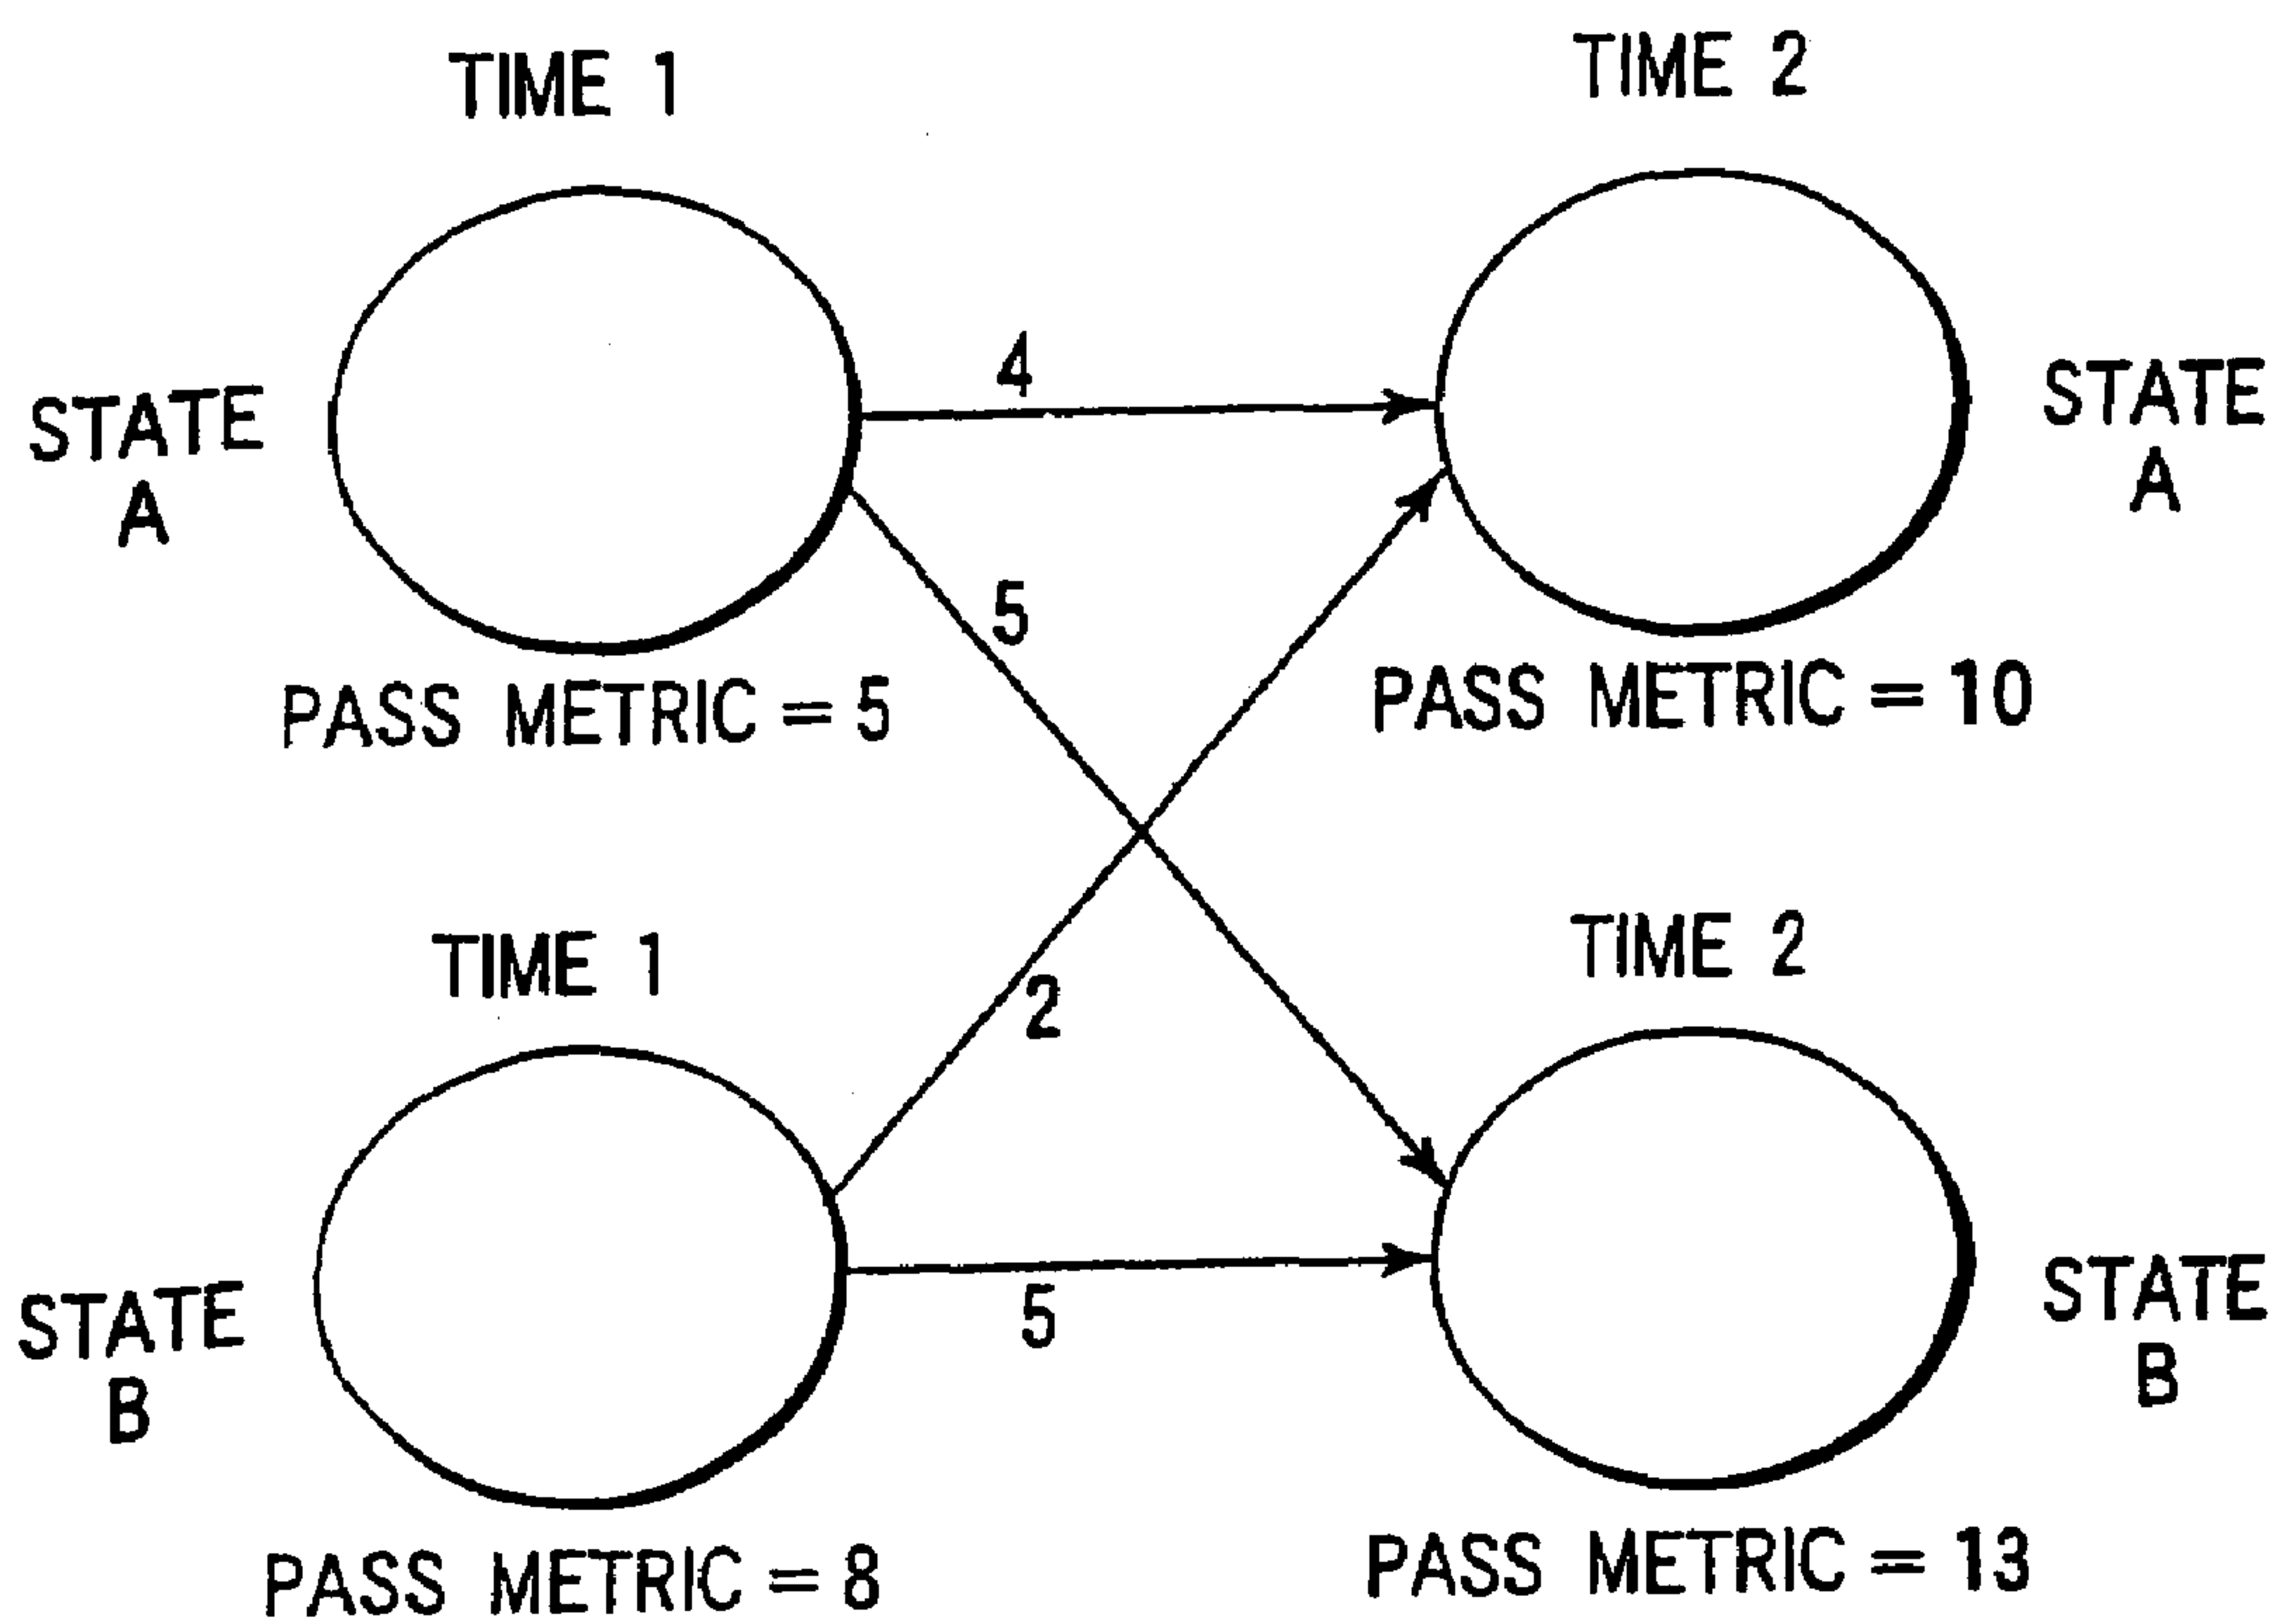 TIME 1
TIME 2
STATE
A
4
STATE
A
5
PASS METRIC = 5
PASS METRIC = 10
TIME 1
TIME 2
2
STATE
B
5
STATE
B
PASS METRIC = 8
PASS METRIC = 13